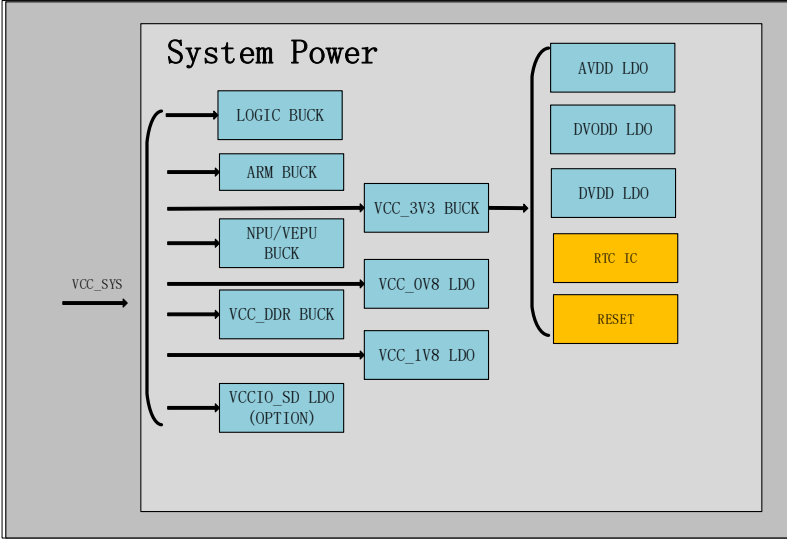 System Power
VCC_SYS
LOGIC BUCK
ARM BUCK
VCC_3V3 BUCK
NPU/VEPU
BUCK
VCC_0V8 LDO
VCC_DDR BUCK
VCC_1V8 LDO
VCCIO_SD LDO
(OPTION)
AVDD LDO
DVODD LDO
DVDD LDO
RTC IC
RESET